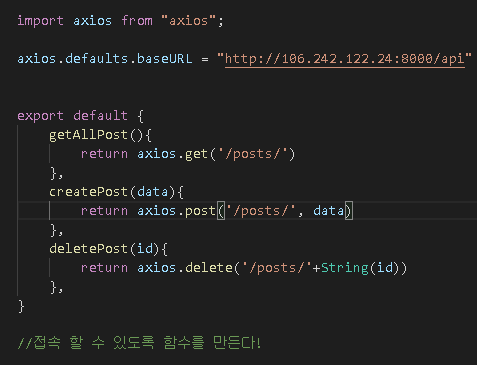 import axios from "axios";
axios.defaults.baseURL = "http://106.242.122.24:8000/api"
export default {
getAllPost(){
return axios.get('/posts/')
},
createPost(data){
return axios.post('/posts/', data)
},
deletePost(id){
return axios.delete('/posts/'+String(id))
},
}
//접속 할 수 있도록 함수를 만든다!